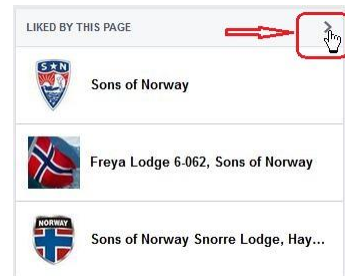 LIKED BY THIS PAGE
S N
Sons of Norway
Freya Lodge 6-062, Sons of Norway
NORWAY
Sons of Norway Snorre Lodge, Hay...